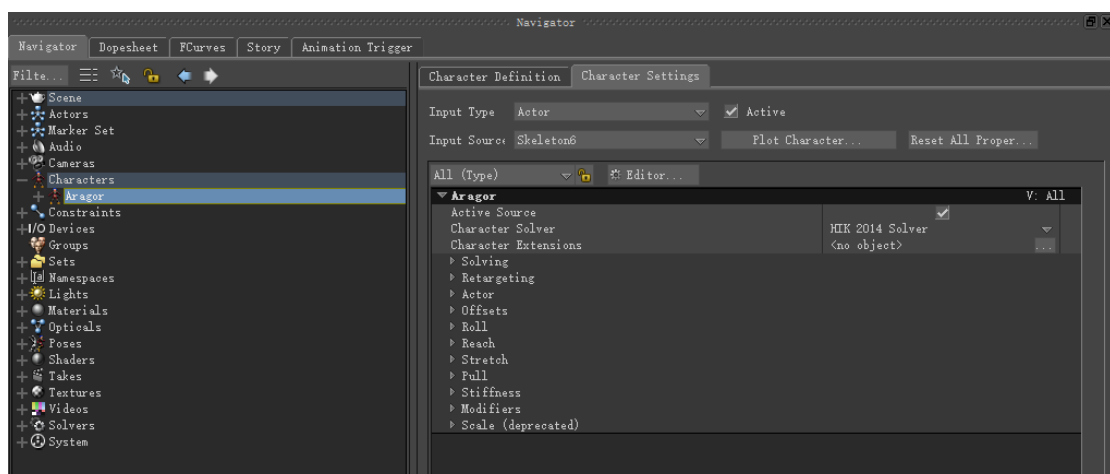 Navigator
Navigator Dopesheet FCurves Story Animation Trigger
Filte...
Scene
Actors
Marker Set
Audio
Cameras
Characters
Aragor
Constraints
I/O Devices
Groups
Sets
Namespaces
Lights
Materials
Opticals
Poses
Shaders
Takes
Textures
Videos
Solvers
System
Character Definition Character Settings
Input Type Actor Active
Input Source Skeleton6 Plot Character... Reset All Proper...
All (Type) Editor...
Aragor V: All
Active Source
Character Solver HIK 2014 Solver
Character Extensions <no object> ...
Solving
Retargeting
Actor
Offsets
Roll
Reach
Stretch
Pull
Stiffness
Modifiers
Scale (deprecated)